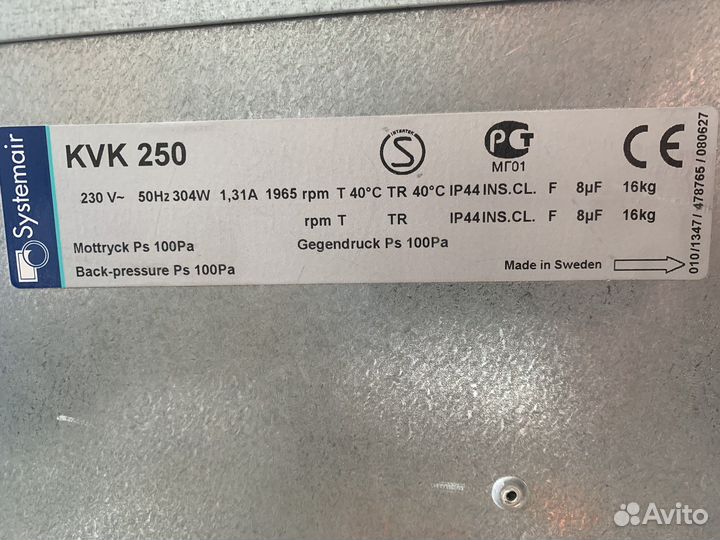 Systemair
KVK 250
INTERTEK
S
РСТ
МГ01
CE
230 V~ 50Hz 304W 1,31A 1965 rpm T 40°C TR 40°C IP44 INS.CL. F 8µF 16kg
rpm T TR IP44 INS.CL. F 8µF 16kg
Mottryck Ps 100Pa Gegendruck Ps 100Pa
Back-pressure Ps 100Pa
Made in Sweden
010/1347 / 478765 / 080627
Avito